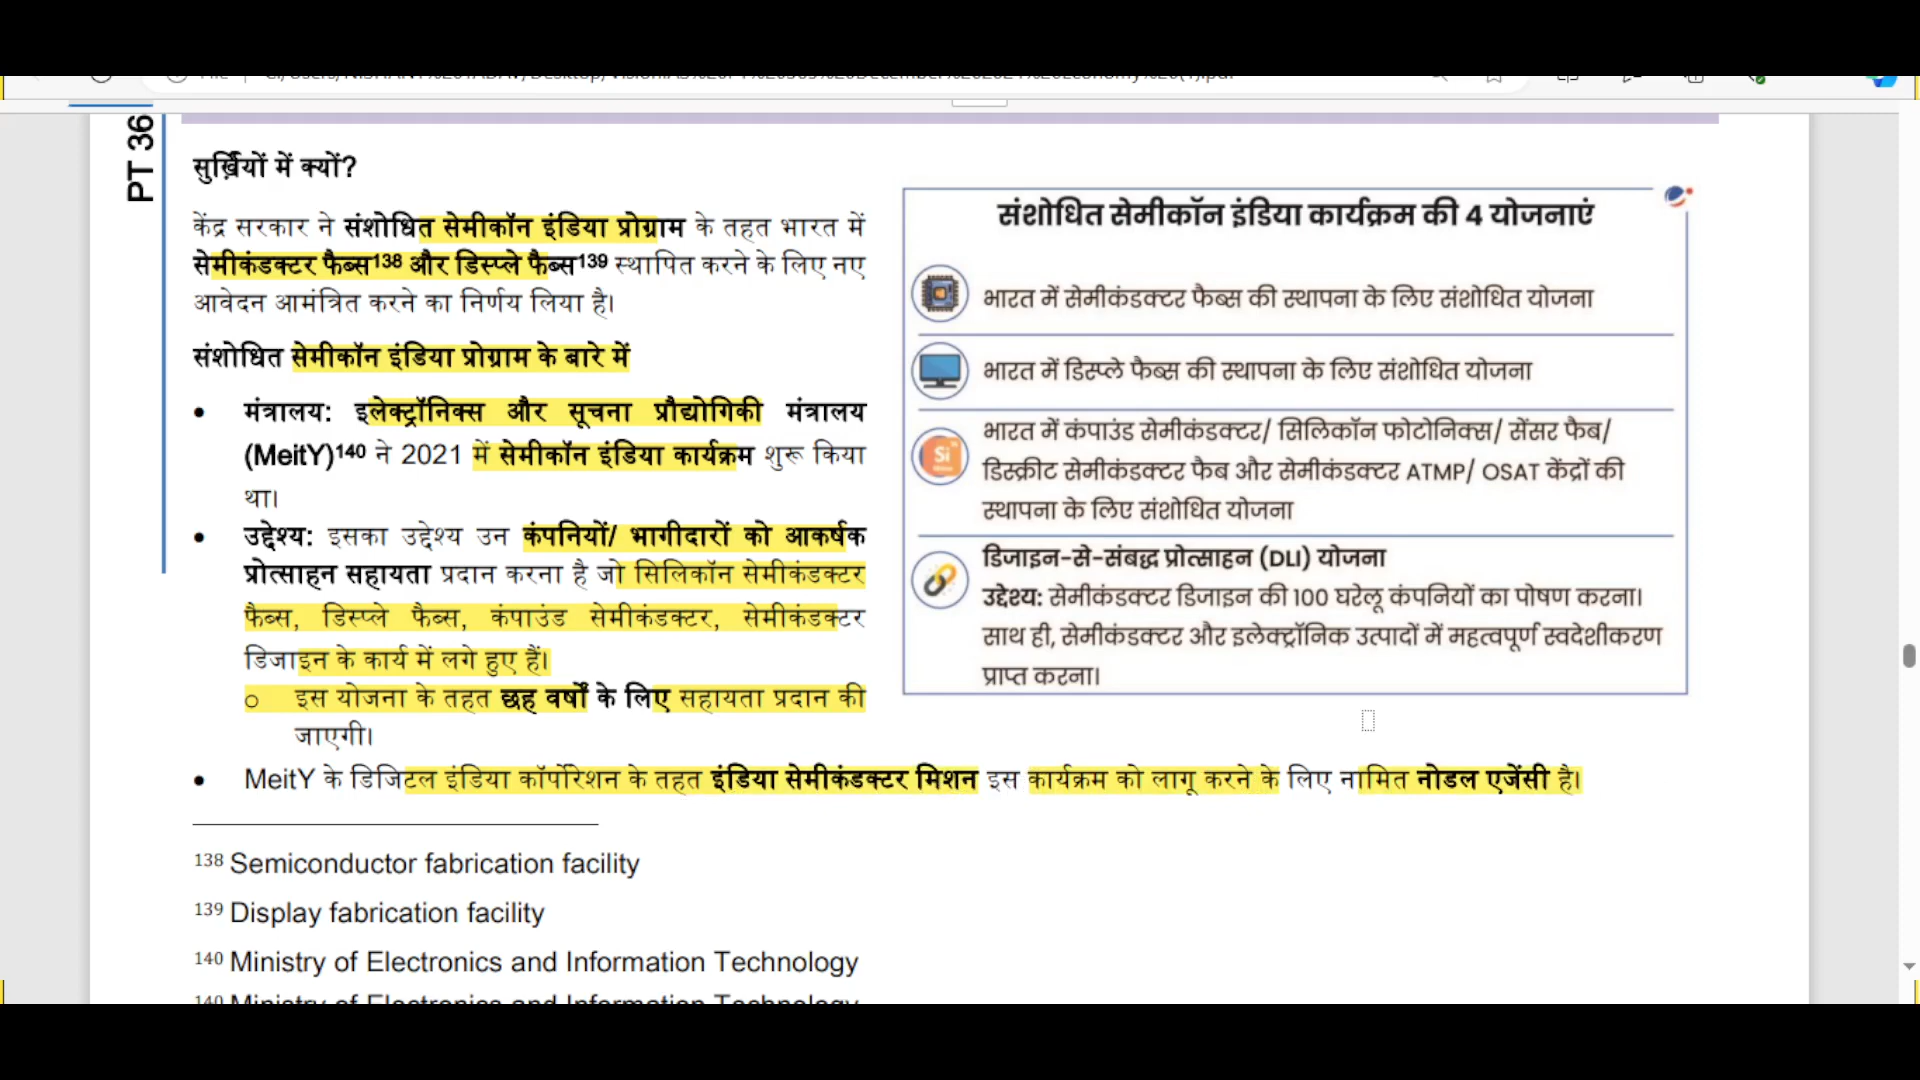 PT 36
सुर्ख़ियों में क्यों?
केंद्र सरकार ने संशोधित सेमीकॉन इंडिया प्रोग्राम के तहत भारत में
सेमीकंडक्टर फैब्स138 और डिस्प्ले फैब्स139 स्थापित करने के लिए नए
आवेदन आमंत्रित करने का निर्णय लिया है।
संशोधित सेमीकॉन इंडिया प्रोग्राम के बारे में
• मंत्रालय: इलेक्ट्रॉनिक्स और सूचना प्रौद्योगिकी मंत्रालय
(MeitY)140 ने 2021 में सेमीकॉन इंडिया कार्यक्रम शुरू किया
था।
• उद्देश्य: इसका उद्देश्य उन कंपनियों/ भागीदारों को आकर्षक
प्रोत्साहन सहायता प्रदान करना है जो सिलिकॉन सेमीकंडक्टर
फैब्स, डिस्प्ले फैब्स, कंपाउंड सेमीकंडक्टर, सेमीकंडक्टर
डिजाइन के कार्य में लगे हुए हैं।
o इस योजना के तहत छह वर्षों के लिए सहायता प्रदान की
जाएगी।
• MeitY के डिजिटल इंडिया कॉर्पोरेशन के तहत इंडिया सेमीकंडक्टर मिशन इस कार्यक्रम को लागू करने के लिए नामित नोडल एजेंसी है।
संशोधित सेमीकॉन इंडिया कार्यक्रम की 4 योजनाएं
भारत में सेमीकंडक्टर फैब्स की स्थापना के लिए संशोधित योजना
भारत में डिस्प्ले फैब्स की स्थापना के लिए संशोधित योजना
Si
भारत में कंपाउंड सेमीकंडक्टर/ सिलिकॉन फोटोनिक्स/ सेंसर फैब/
डिस्क्रीट सेमीकंडक्टर फैब और सेमीकंडक्टर ATMP/ OSAT केंद्रों की
स्थापना के लिए संशोधित योजना
डिजाइन-से-संबद्ध प्रोत्साहन (DLI) योजना
उद्देश्य: सेमीकंडक्टर डिजाइन की 100 घरेलू कंपनियों का पोषण करना।
साथ ही, सेमीकंडक्टर और इलेक्ट्रॉनिक उत्पादों में महत्वपूर्ण स्वदेशीकरण
प्राप्त करना।
138 Semiconductor fabrication facility
139 Display fabrication facility
140 Ministry of Electronics and Information Technology
140 Ministry of Electronics and Information Technology